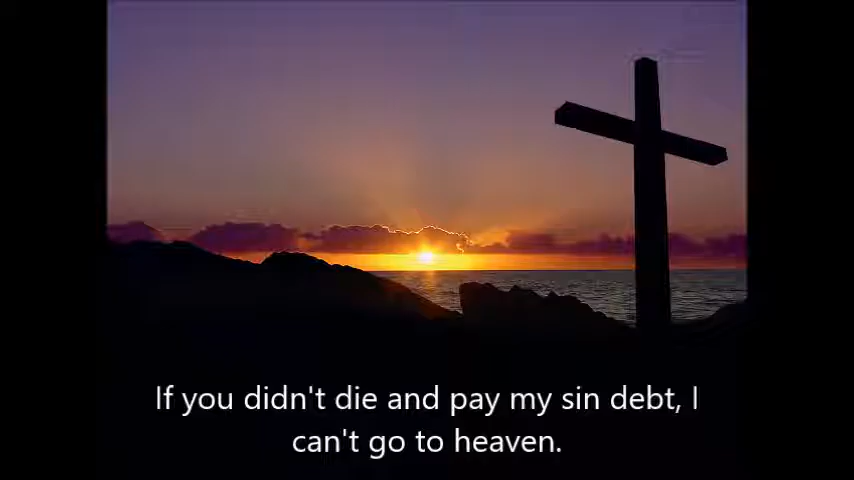 If you didn't die and pay my sin debt, I
can't go to heaven.